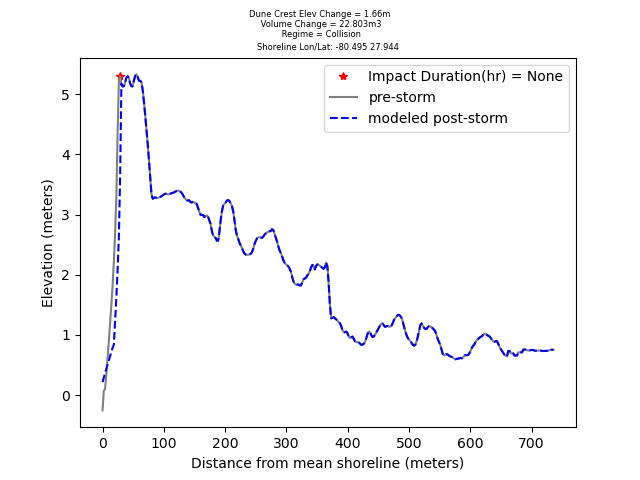 Dune Crest Elev Change = 1.66m
Volume Change = 22.803m3
Regime = Collision
Shoreline Lon/Lat: -80.495 27.944
Impact Duration(hr) = None
pre-storm
modeled post-storm
Elevation (meters)
5
4
3
2
1
0
0 100 200 300 400 500 600 700
Distance from mean shoreline (meters)